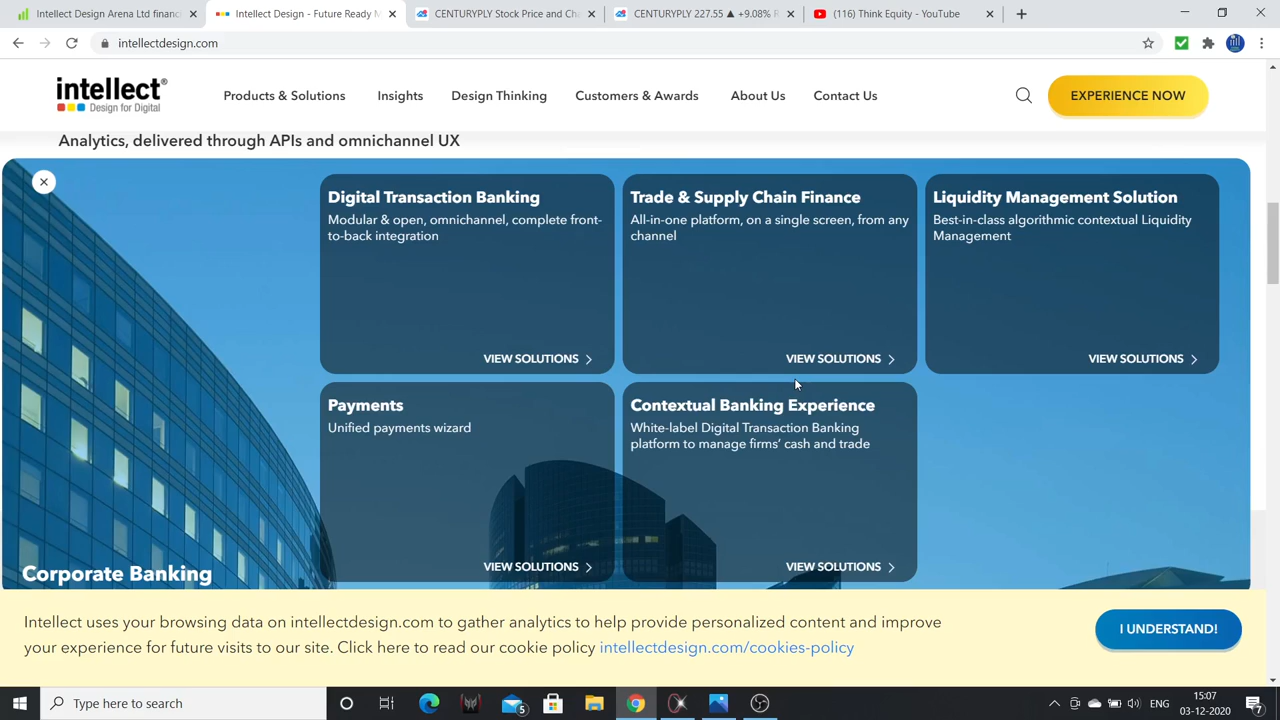 Intellect Design Arena Ltd financi
Intellect Design - Future Ready M
CENTURYPLY Stock Price and Cha
CENTURYPLY 227.55 ▲ +9.08% R
(116) Think Equity - YouTube
intellectdesign.com
intellect®
Design for Digital
Products & Solutions
Insights
Design Thinking
Customers & Awards
About Us
Contact Us
EXPERIENCE NOW
Analytics, delivered through APIs and omnichannel UX
Digital Transaction Banking
Modular & open, omnichannel, complete front-
to-back integration
VIEW SOLUTIONS
Trade & Supply Chain Finance
All-in-one platform, on a single screen, from any
channel
VIEW SOLUTIONS
Liquidity Management Solution
Best-in-class algorithmic contextual Liquidity
Management
VIEW SOLUTIONS
Payments
Unified payments wizard
VIEW SOLUTIONS
Contextual Banking Experience
White-label Digital Transaction Banking
platform to manage firms' cash and trade
VIEW SOLUTIONS
Corporate Banking
Intellect uses your browsing data on intellectdesign.com to gather analytics to help provide personalized content and improve
your experience for future visits to our site. Click here to read our cookie policy intellectdesign.com/cookies-policy
I UNDERSTAND!
Type here to search
5
ENG
15:07
03-12-2020
7